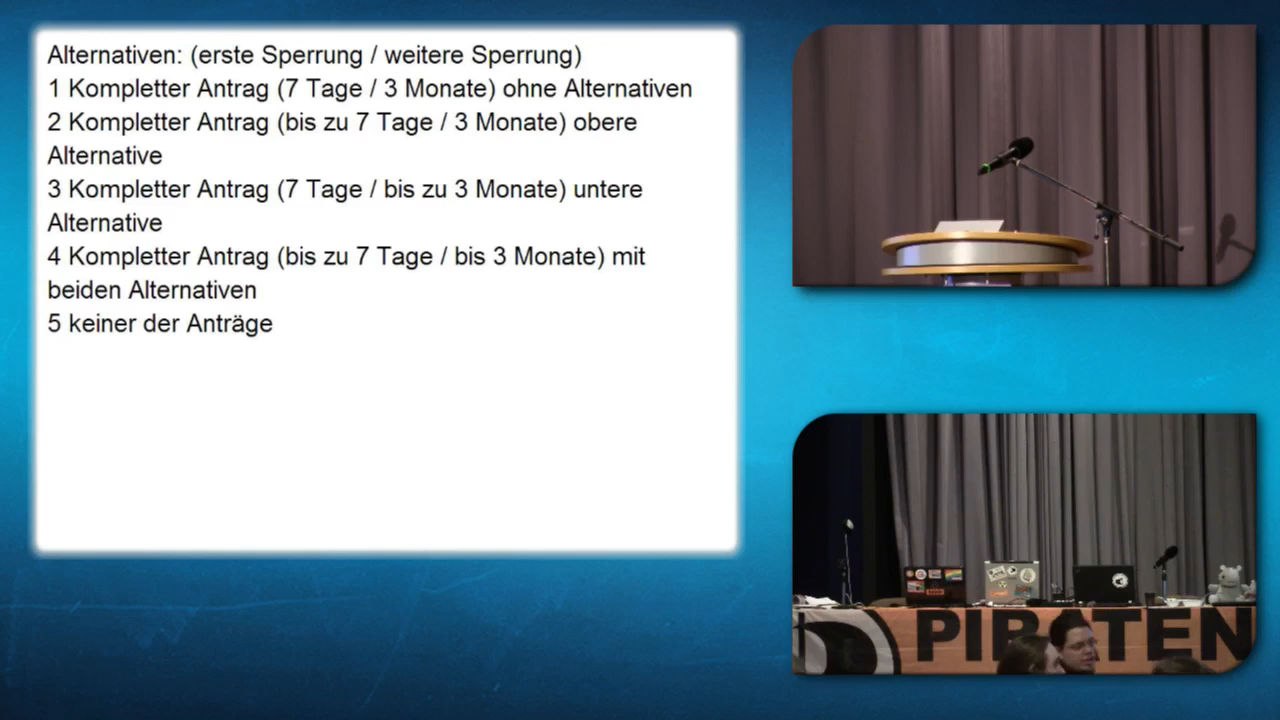 Alternativen: (erste Sperrung / weitere Sperrung)
1 Kompletter Antrag (7 Tage / 3 Monate) ohne Alternativen
2 Kompletter Antrag (bis zu 7 Tage / 3 Monate) obere
Alternative
3 Kompletter Antrag (7 Tage / bis zu 3 Monate) untere
Alternative
4 Kompletter Antrag (bis zu 7 Tage / bis 3 Monate) mit
beiden Alternativen
5 keiner der Anträge
PIRATEN